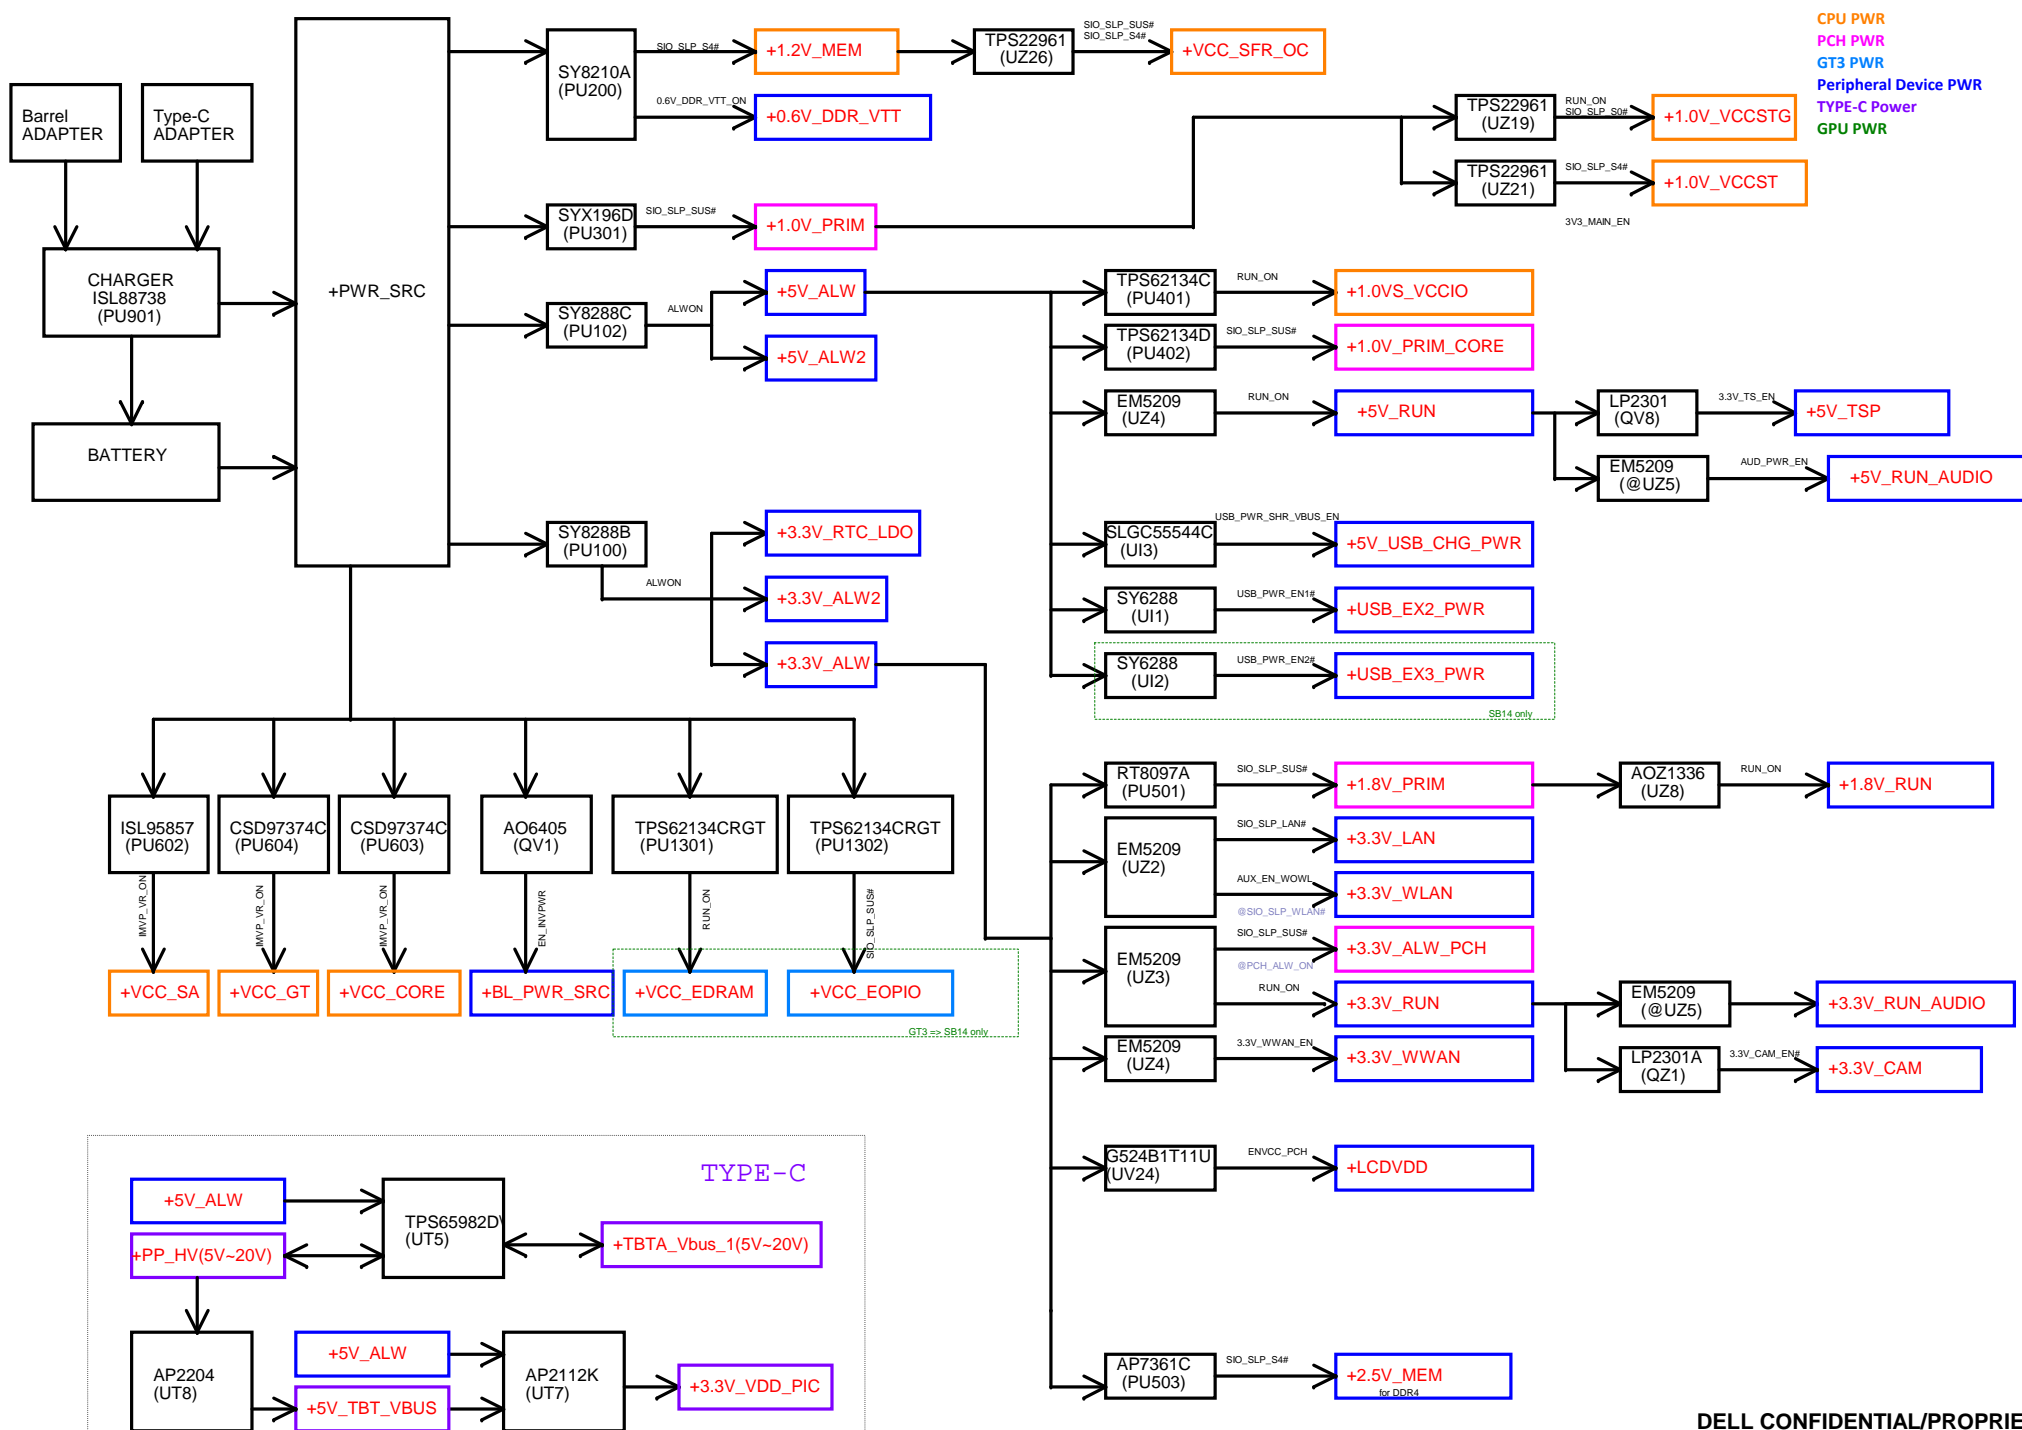 CPU PWR
PCH PWR
GT3 PWR
Peripheral Device PWR
TYPE-C Power
GPU PWR
Barrel
ADAPTER
Type-C
ADAPTER
CHARGER
ISL88738
(PU901)
BATTERY
+PWR_SRC
SY8210A
(PU200)
SIO_SLP_S4#
+1.2V_MEM
TPS22961
(UZ26)
SIO_SLP_SUS#
SIO_SLP_S4#
+VCC_SFR_OC
0.6V_DDR_VTT_ON
+0.6V_DDR_VTT
SYX196D
(PU301)
SIO_SLP_SUS#
+1.0V_PRIM
TPS22961
(UZ19)
RUN_ON
SIO_SLP_S0#
+1.0V_VCCSTG
TPS22961
(UZ21)
SIO_SLP_S4#
+1.0V_VCCST
3V3_MAIN_EN
SY8288C
(PU102)
ALWON
+5V_ALW
+5V_ALW2
TPS62134C
(PU401)
RUN_ON
+1.0VS_VCCIO
TPS62134D
(PU402)
SIO_SLP_SUS#
+1.0V_PRIM_CORE
EM5209
(UZ4)
RUN_ON
+5V_RUN
LP2301
(QV8)
3.3V_TS_EN
+5V_TSP
EM5209
(@UZ5)
AUD_PWR_EN
+5V_RUN_AUDIO
SLGC55544C
(UI3)
USB_PWR_SHR_VBUS_EN
+5V_USB_CHG_PWR
SY6288
(UI1)
USB_PWR_EN1#
+USB_EX2_PWR
SY6288
(UI2)
USB_PWR_EN2#
+USB_EX3_PWR
SB14 only
SY8288B
(PU100)
ALWON
+3.3V_RTC_LDO
+3.3V_ALW2
+3.3V_ALW
RT8097A
(PU501)
SIO_SLP_SUS#
+1.8V_PRIM
AOZ1336
(UZ8)
RUN_ON
+1.8V_RUN
EM5209
(UZ2)
SIO_SLP_LAN#
+3.3V_LAN
AUX_EN_WOWL
@SIO_SLP_WLAN#
+3.3V_WLAN
EM5209
(UZ3)
SIO_SLP_SUS#
@PCH_ALW_ON
+3.3V_ALW_PCH
RUN_ON
+3.3V_RUN
EM5209
(@UZ5)
+3.3V_RUN_AUDIO
LP2301A
(QZ1)
3.3V_CAM_EN#
+3.3V_CAM
EM5209
(UZ4)
3.3V_WWAN_EN
+3.3V_WWAN
G524B1T11U
(UV24)
ENVCC_PCH
+LCDVDD
AP7361C
(PU503)
SIO_SLP_S4#
+2.5V_MEM
for DDR4
ISL95857
(PU602)
IMVP_VR_ON
+VCC_SA
CSD97374C
(PU604)
IMVP_VR_ON
+VCC_GT
CSD97374C
(PU603)
IMVP_VR_ON
+VCC_CORE
AO6405
(QV1)
EN_INVPWR
+BL_PWR_SRC
TPS62134CRGT
(PU1301)
RUN_ON
+VCC_EDRAM
TPS62134CRGT
(PU1302)
SIO_SLP_SUS#
+VCC_EOPIO
GT3 => SB14 only
TYPE-C
+5V_ALW
+PP_HV(5V~20V)
TPS65982D
(UT5)
+TBTA_Vbus_1(5V~20V)
AP2204
(UT8)
+5V_ALW
+5V_TBT_VBUS
AP2112K
(UT7)
+3.3V_VDD_PIC
DELL CONFIDENTIAL/PROPRIE